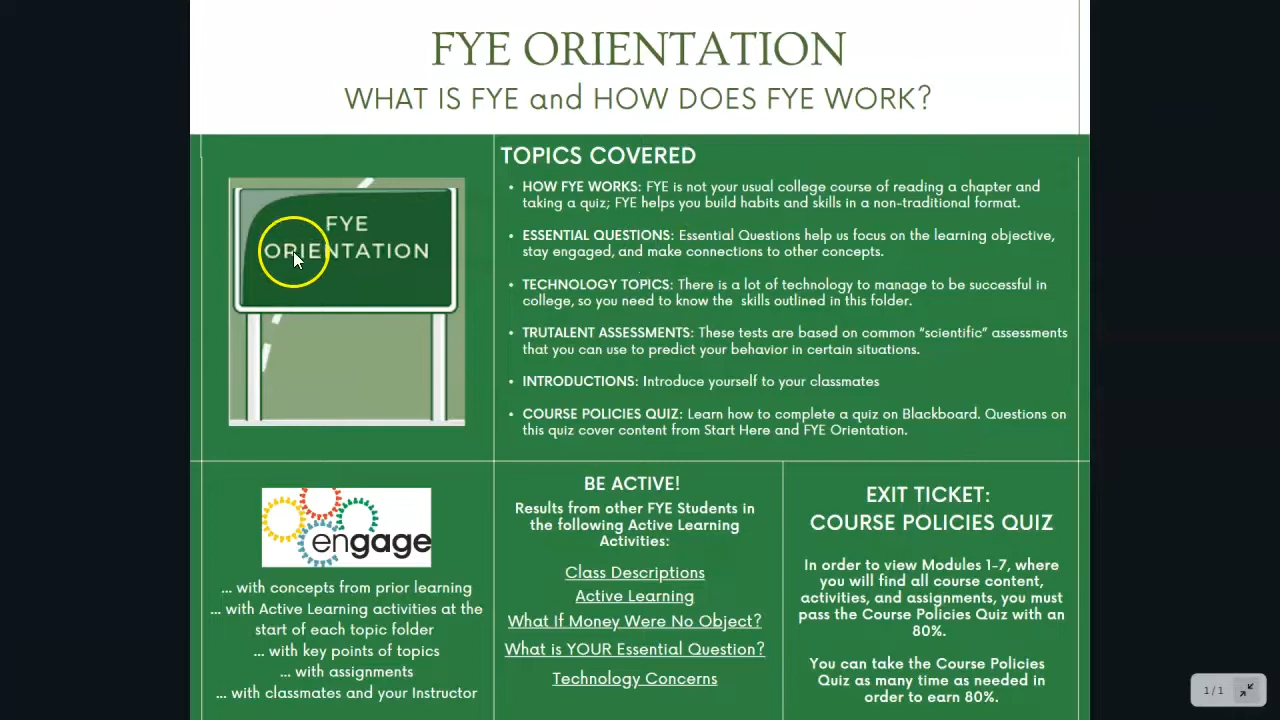 FYE ORIENTATION
WHAT IS FYE and HOW DOES FYE WORK?
FYE
ORIENTATION
TOPICS COVERED
• HOW FYE WORKS: FYE is not your usual college course of reading a chapter and
taking a quiz; FYE helps you build habits and skills in a non-traditional format.
• ESSENTIAL QUESTIONS: Essential Questions help us focus on the learning objective,
stay engaged, and make connections to other concepts.
• TECHNOLOGY TOPICS: There is a lot of technology to manage to be successful in
college, so you need to know the skills outlined in this folder.
• TRUTALENT ASSESSMENTS: These tests are based on common “scientific” assessments
that you can use to predict your behavior in certain situations.
• INTRODUCTIONS: Introduce yourself to your classmates
• COURSE POLICIES QUIZ: Learn how to complete a quiz on Blackboard. Questions on
this quiz cover content from Start Here and FYE Orientation.
engage
... with concepts from prior learning
... with Active Learning activities at the
start of each topic folder
... with key points of topics
... with assignments
... with classmates and your Instructor
BE ACTIVE!
Results from other FYE Students in
the following Active Learning
Activities:
Class Descriptions
Active Learning
What If Money Were No Object?
What is YOUR Essential Question?
Technology Concerns
EXIT TICKET:
COURSE POLICIES QUIZ
In order to view Modules 1-7, where
you will find all course content,
activities, and assignments, you must
pass the Course Policies Quiz with an
80%.
You can take the Course Policies
Quiz as many time as needed in
order to earn 80%.
1/1